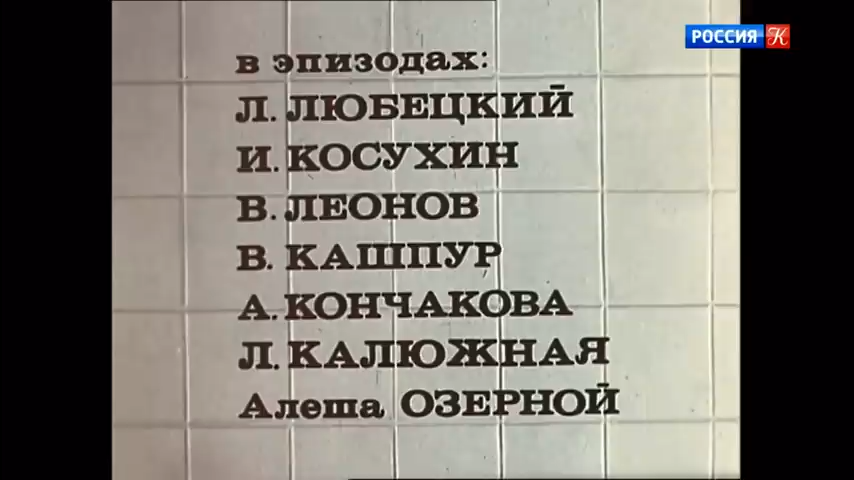 РОССИЯ К
в эпизодах:
Л. ЛЮБЕЦКИЙ
И. КОСУХИН
В. ЛЕОНОВ
В. КАШПУР
А. КОНЧАКОВА
Л. КАЛЮЖНАЯ
Алеша ОЗЕРНОЙ